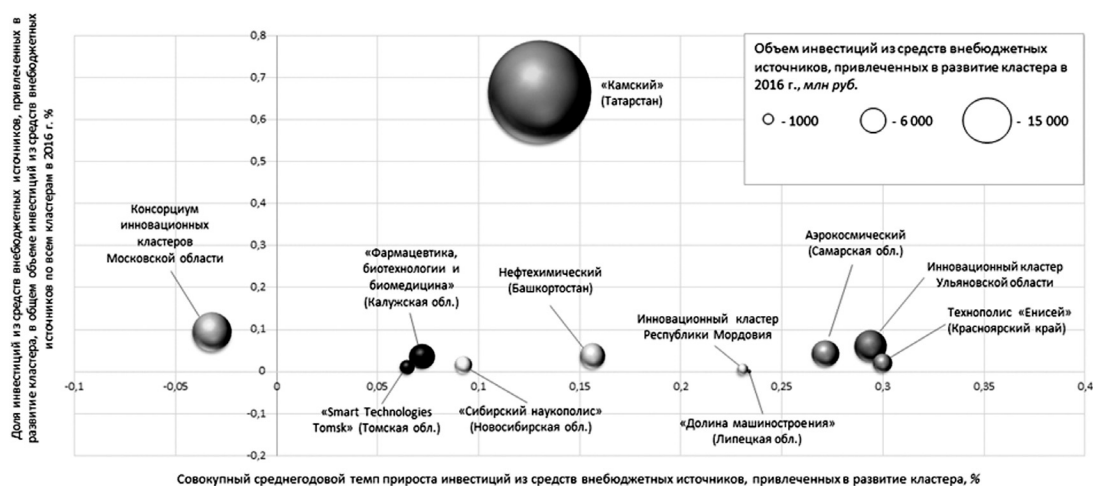 Доля инвестиций из средств внебюджетных источников, привлеченных в
развитие кластера, в общем объеме инвестиций из средств внебюджетных
источников по всем кластерам в 2016 г. %
0,8
0,7
0,6
0,5
0,4
0,3
0,2
0,1
0
-0,1
-0,2
-0,1
-0,05
0
0,05
0,1
0,15
0,2
0,25
0,3
0,35
0,4
Объем инвестиций из средств внебюджетных
источников, привлеченных в развитие кластера в
2016 г., млн руб.
- 1000
- 6 000
- 15 000
«Камский»
(Татарстан)
Консорциум
инновационных
кластеров
Московской области
«Фармацевтика,
биотехнологии и
биомедицина»
(Калужская обл.)
Нефтехимический
(Башкортостан)
Инновационный кластер
Республики Мордовия
Аэрокосмический
(Самарская обл.)
Инновационный кластер
Ульяновской области
Технополис «Енисей»
(Красноярский край)
«Smart Technologies
Tomsk» (Томская обл.)
«Сибирский наукополис»
(Новосибирская обл.)
«Долина машиностроения»
(Липецкая обл.)
Совокупный среднегодовой темп прироста инвестиций из средств внебюджетных источников, привлеченных в развитие кластера, %